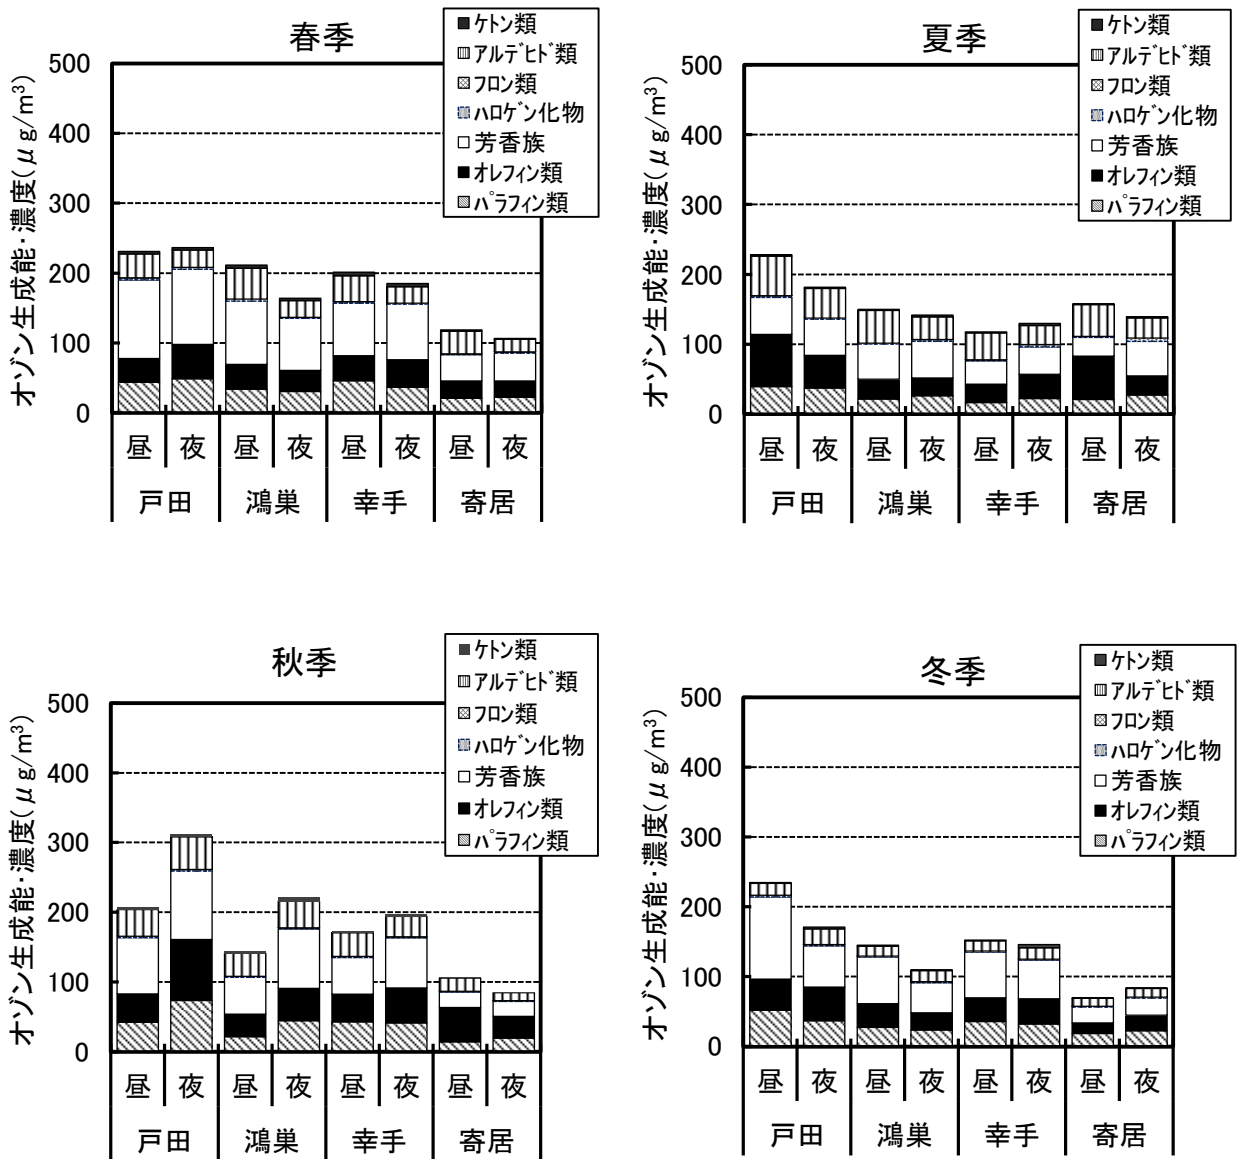 春季
ケトン類
アルデヒド類
フロン類
ハロゲン化物
芳香族
オレフィン類
パラフィン類
オゾン生成能・濃度(μg/m³)
500
400
300
200
100
0
昼 夜 昼 夜 昼 夜 昼 夜
戸田 鴻巣 幸手 寄居
夏季
ケトン類
アルデヒド類
フロン類
ハロゲン化物
芳香族
オレフィン類
パラフィン類
オゾン生成能・濃度(μg/m³)
500
400
300
200
100
0
昼 夜 昼 夜 昼 夜 昼 夜
戸田 鴻巣 幸手 寄居
秋季
ケトン類
アルデヒド類
フロン類
ハロゲン化物
芳香族
オレフィン類
パラフィン類
オゾン生成能・濃度(μg/m³)
500
400
300
200
100
0
昼 夜 昼 夜 昼 夜 昼 夜
戸田 鴻巣 幸手 寄居
冬季
ケトン類
アルデヒド類
フロン類
ハロゲン化物
芳香族
オレフィン類
パラフィン類
オゾン生成能・濃度(μg/m³)
500
400
300
200
100
0
昼 夜 昼 夜 昼 夜 昼 夜
戸田 鴻巣 幸手 寄居